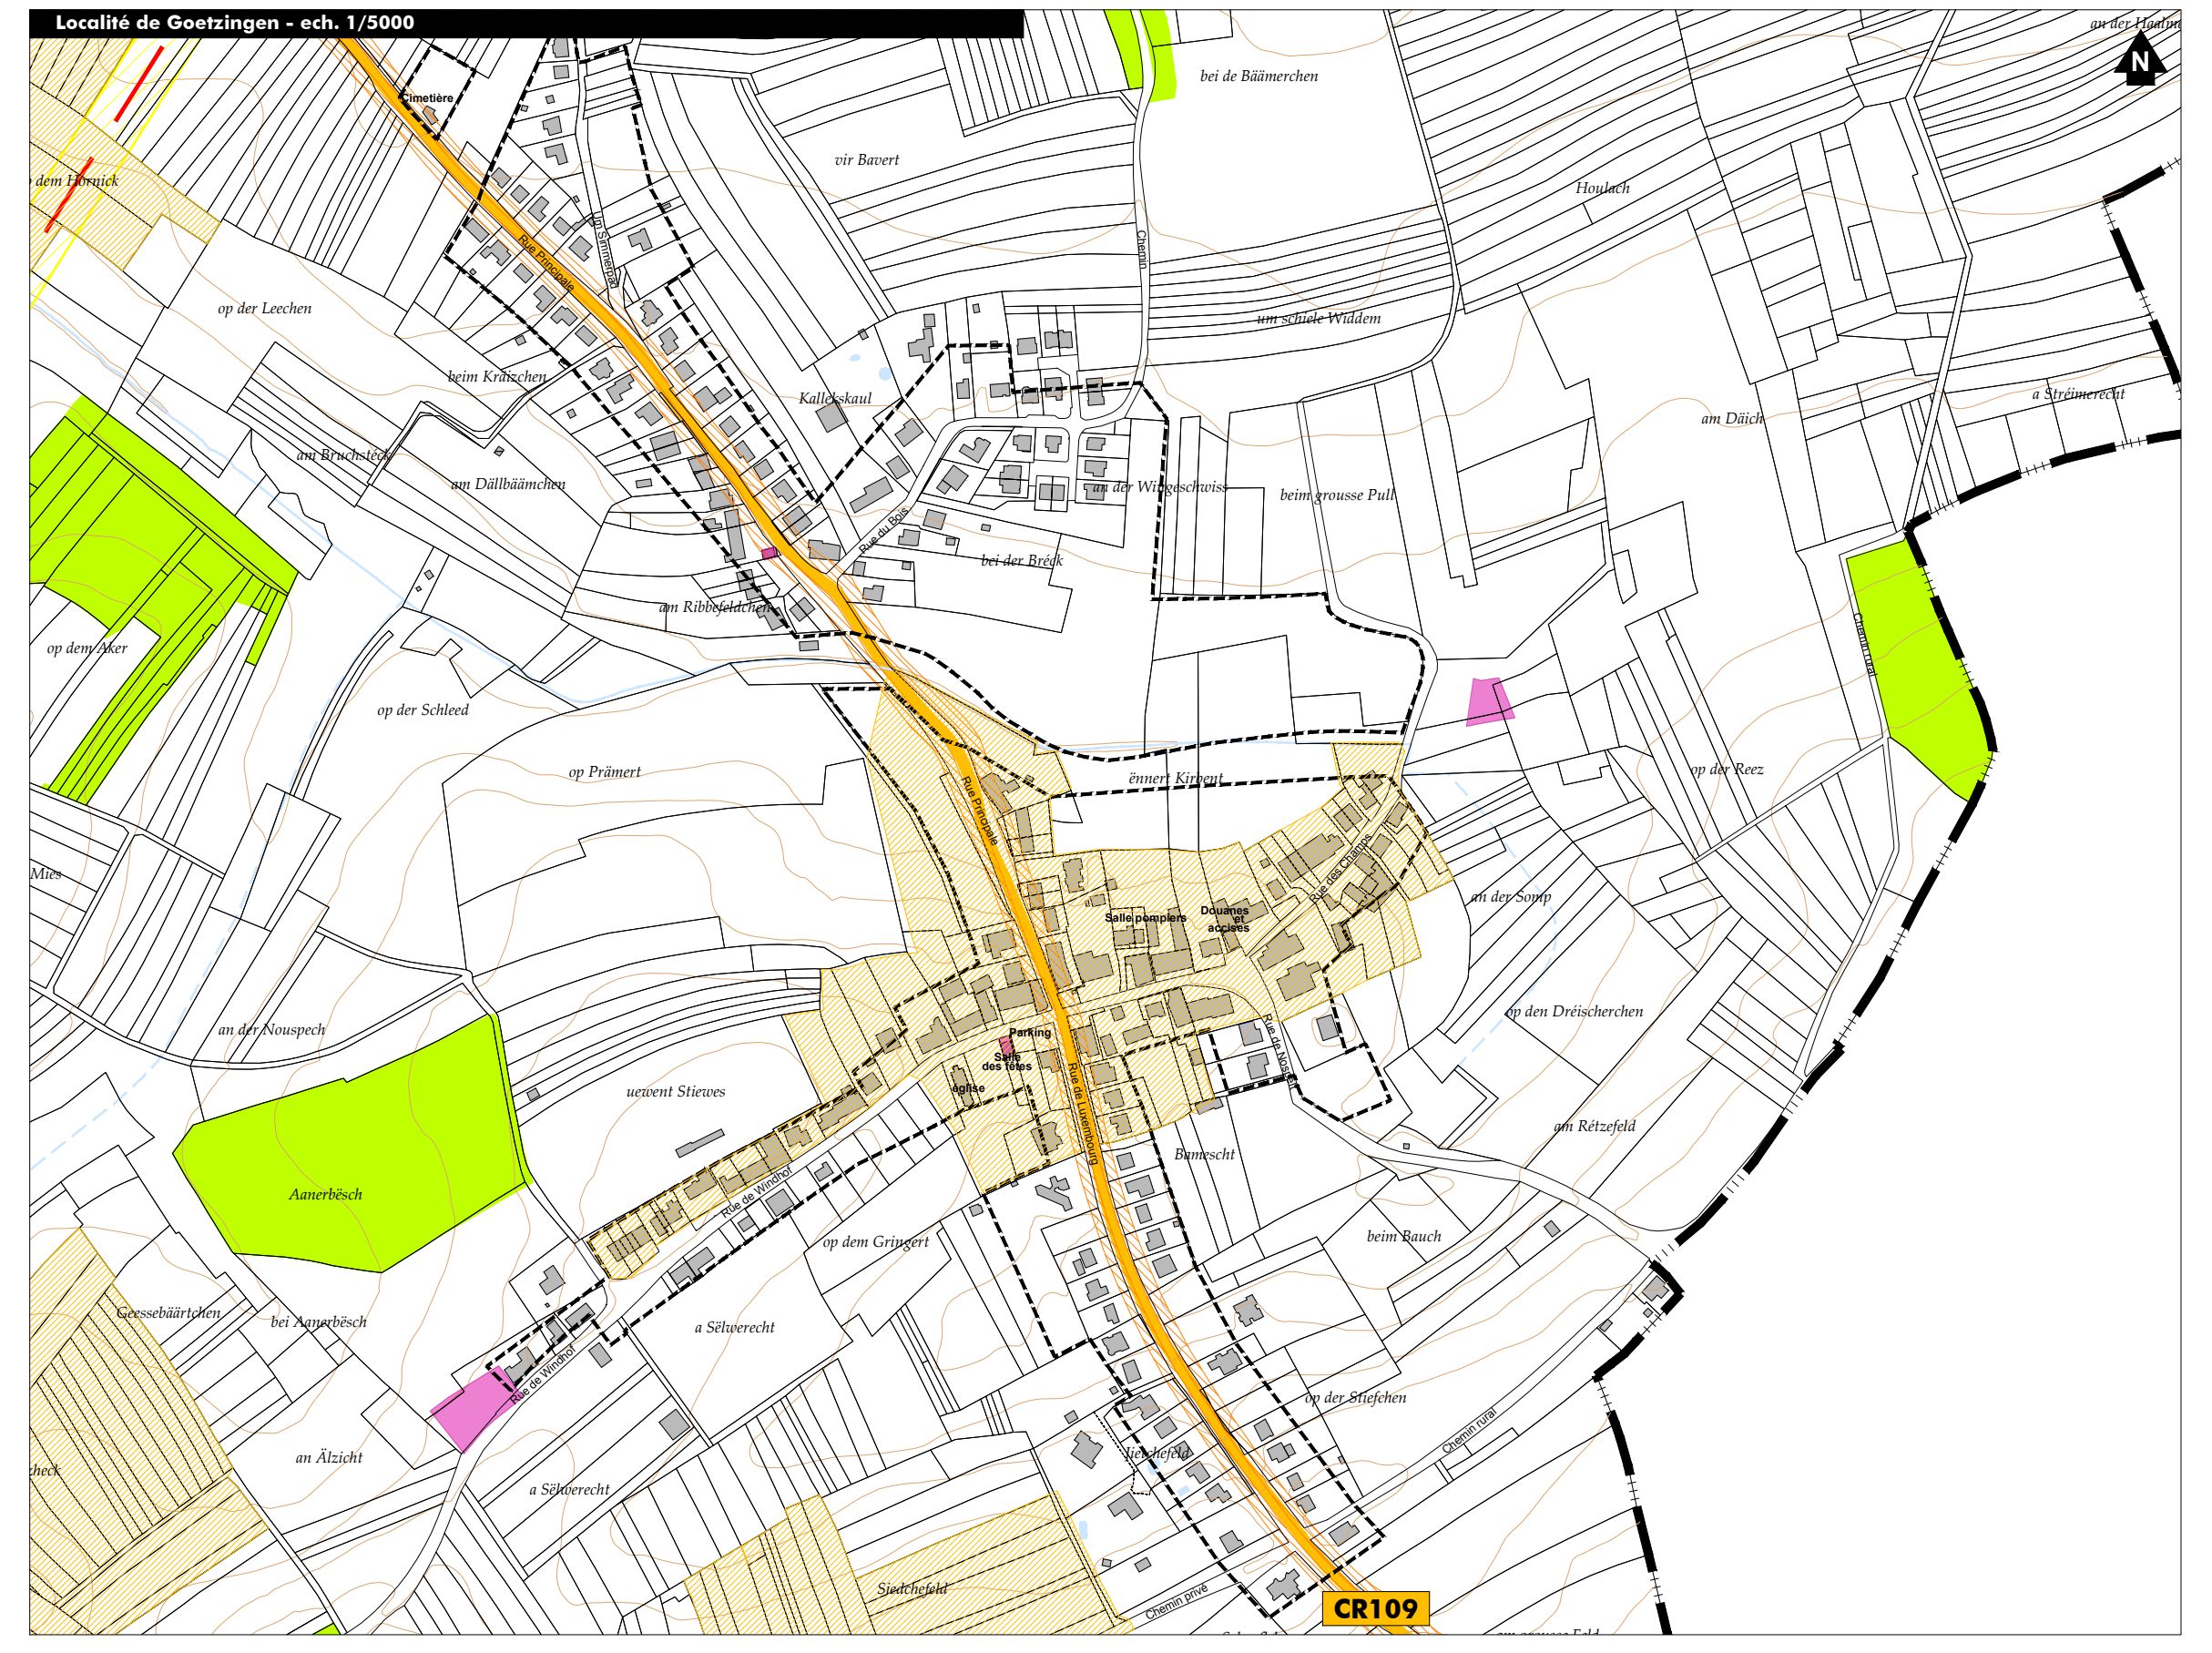 Localité de Goetzingen - ech. 1/5000
N
bei de Bäämerchen
Cimetière
vir Bavert
dem Hornick
Houlach
Um Simmerpad
Rue Principale
Chemin
op der Leechen
um schiele Widdem
beim Kräizchen
Kallekskaul
a Stréimerecht
am Däich
am Bruchstéck
am Dällbäämchen
an der Wingeschwiss
beim grousse Pull
Rue du Bois
bei der Bréck
am Ribbefeldchen
Chemin rural
op dem Aker
op der Schleed
op Prämert
ënnert Kirbent
op der Reez
Rue Principale
Mies
Rue des Champs
an der Somp
Salle pompiers
Douanes
et
accises
op den Dréischerchen
an der Nouspech
Parking
Salle
des fêtes
église
Rue de Nospelt
uewent Stiewes
Rue de Luxembourg
am Rétzefeld
Bamescht
Aanerbësch
Rue de Windhof
op dem Gringert
beim Bauch
Geessebäärtchen
bei Aanerbësch
a Sëlwerecht
Rue de Windhof
op der Stiefchen
Chemin rural
an Älzicht
a Sëlwerecht
Siedchefeld
Chemin privé
CR109